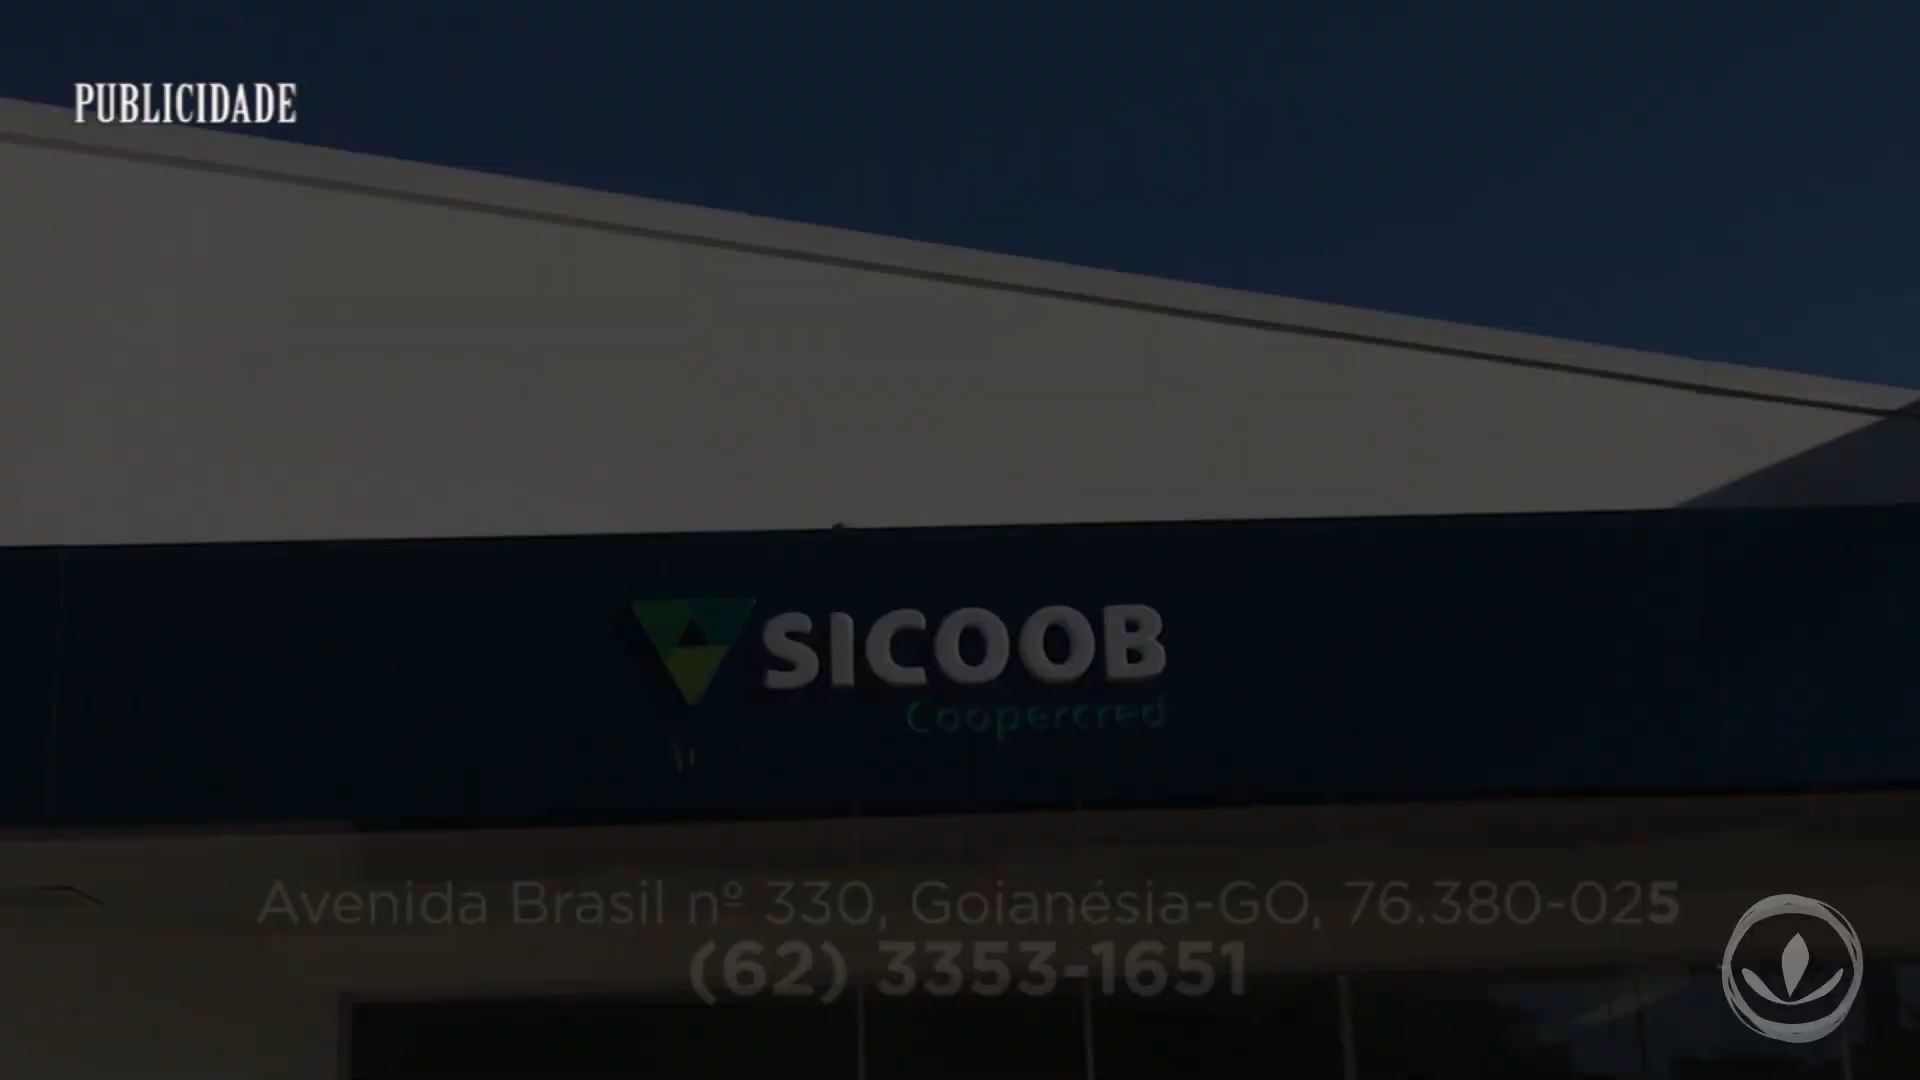 PUBLICIDADE
SICOOB
Coopercred
Avenida Brasil nº 330, Goianésia-GO, 76.380-025
(62) 3353-1651